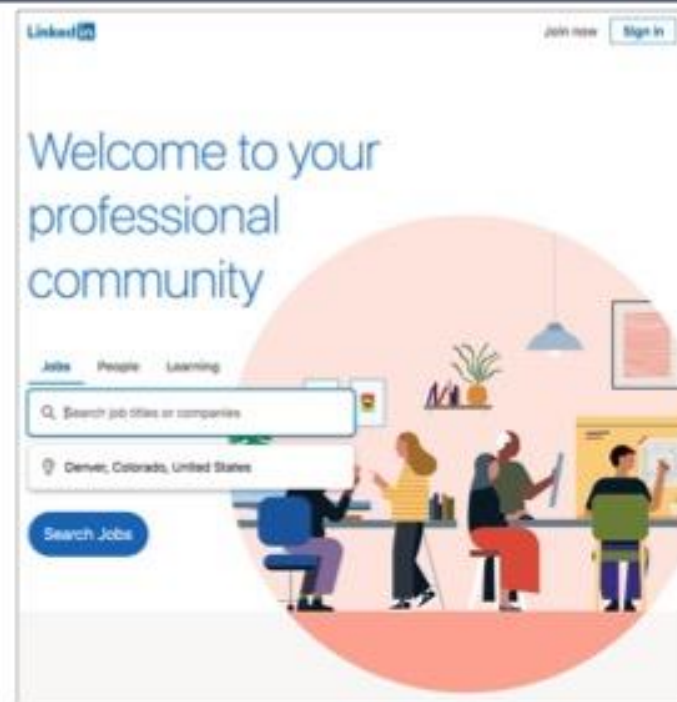 LinkedIn
Join now Sign in
Welcome to your
professional
community
Jobs People Learning
Search job titles or companies
Denver, Colorado, United States
Search Jobs